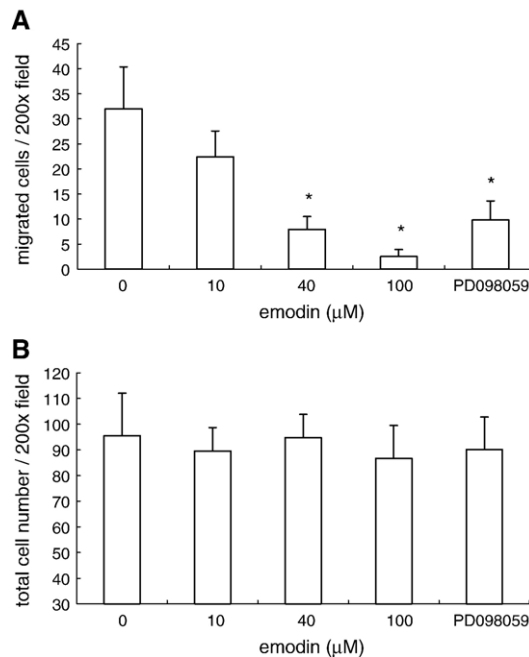 A
migrated cells / 200x field
45
40
35
30
25
20
15
10
5
0
* * *
0 10 40 100 PD098059
emodin (μM)
B
total cell number / 200x field
120
110
100
90
80
70
60
50
40
30
0 10 40 100 PD098059
emodin (μM)